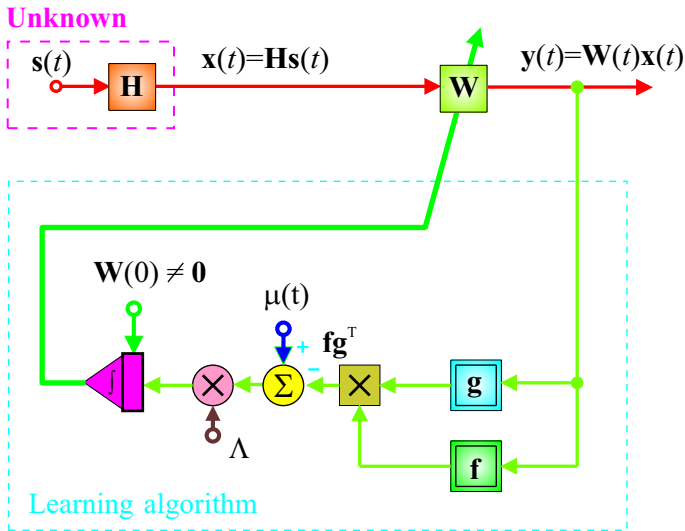 Unknown
s(t)
x(t)=Hs(t)
y(t)=W(t)x(t)
H
W
W(0) ≠ 0
μ(t)
+
−
fg^T
∫
×
Σ
×
g
Λ
f
Learning algorithm